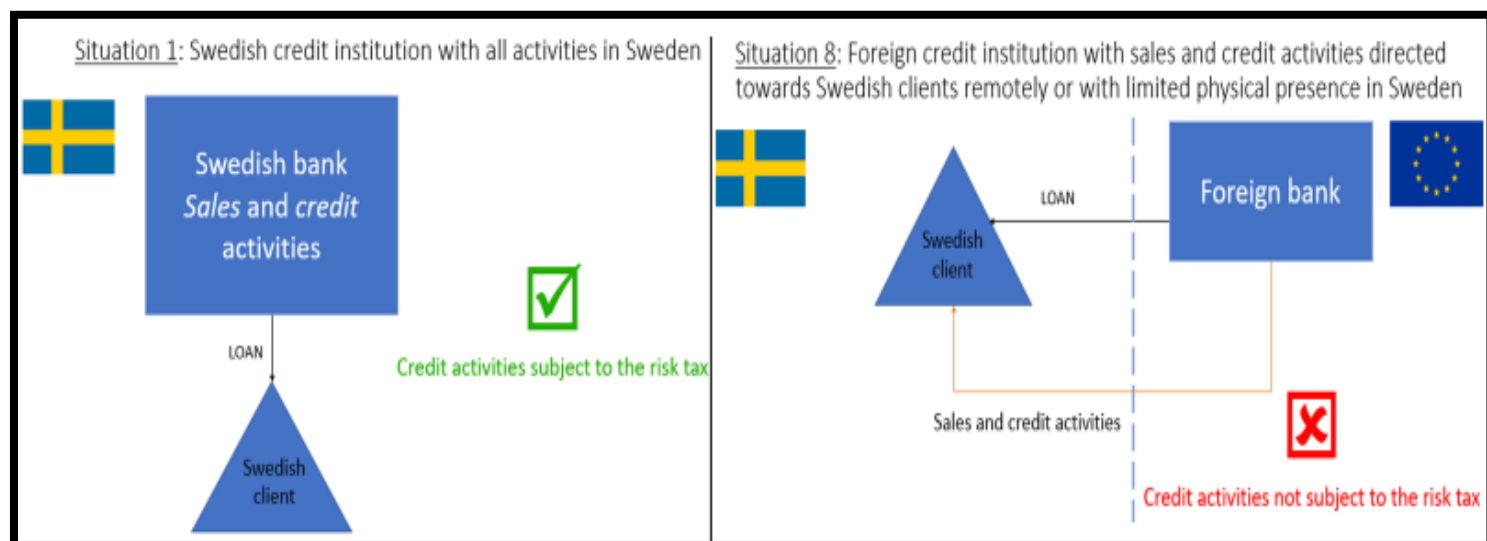 Situation 1: Swedish credit institution with all activities in Sweden
Swedish bank
Sales and credit
activities
LOAN
Credit activities subject to the risk tax
Swedish
client
Situation 8: Foreign credit institution with sales and credit activities directed
towards Swedish clients remotely or with limited physical presence in Sweden
LOAN
Foreign bank
Swedish
client
Sales and credit activities
Credit activities not subject to the risk tax